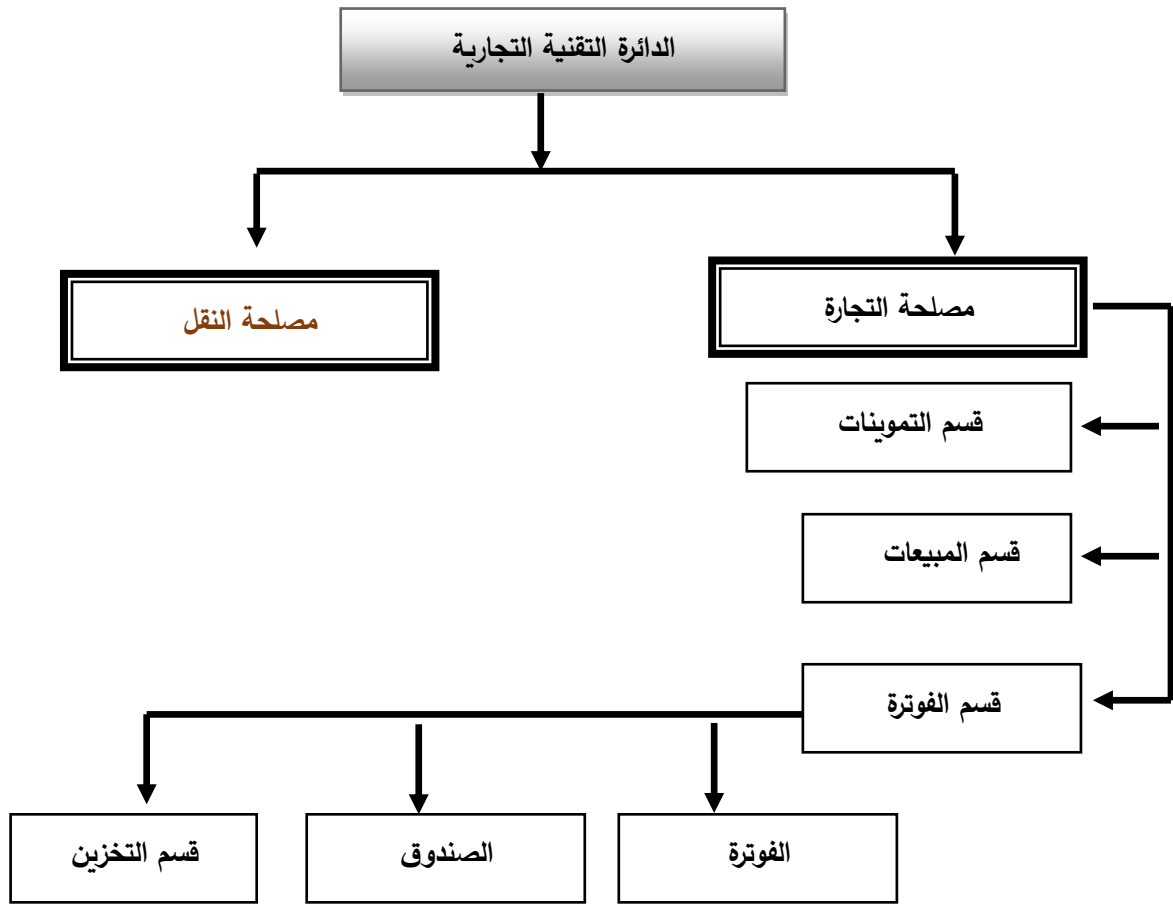 الدائرة التقنية التجارية
مصلحة التجارة
مصلحة النقل
قسم التموينات
قسم المبيعات
قسم الفوترة
الفوترة
الصندوق
قسم التخزين